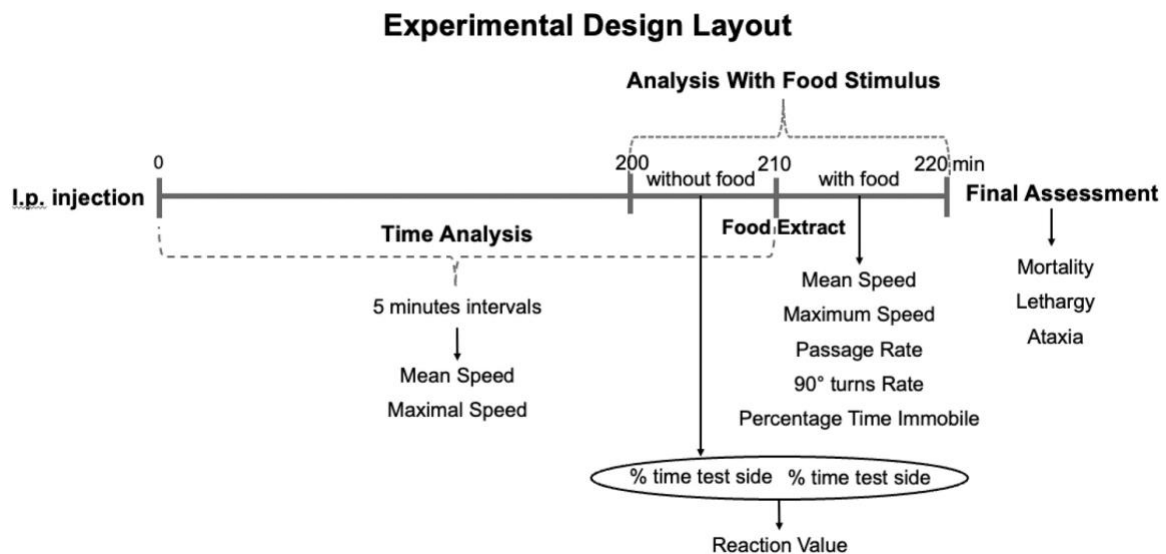 Experimental Design Layout
Analysis With Food Stimulus
0
200
210
220 min
without food
with food
I.p. injection
Final Assessment
Time Analysis
Food Extract
5 minutes intervals
Mean Speed
Maximal Speed
Mean Speed
Maximum Speed
Passage Rate
90° turns Rate
Percentage Time Immobile
Mortality
Lethargy
Ataxia
% time test side % time test side
Reaction Value